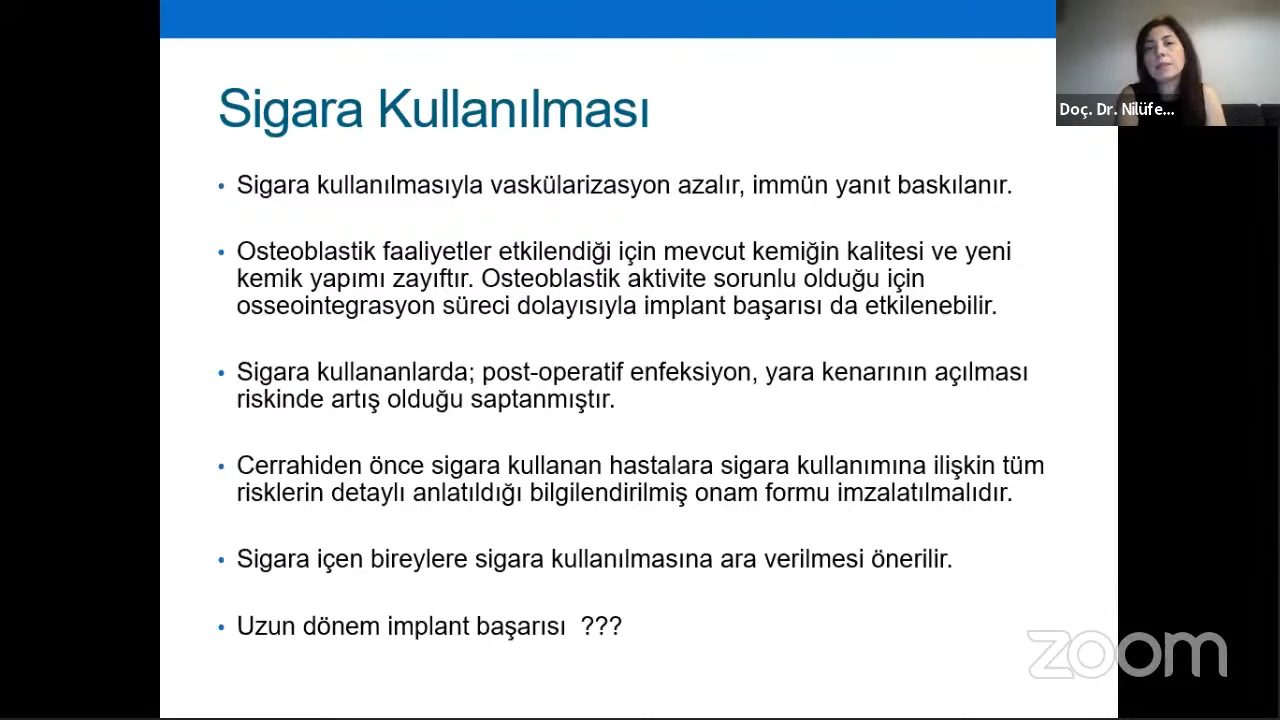 Sigara Kullanılması
• Sigara kullanılmasıyla vaskülarizasyon azalır, immün yanıt baskılanır.
• Osteoblastik faaliyetler etkilendiği için mevcut kemiğin kalitesi ve yeni
kemik yapımı zayıftır. Osteoblastik aktivite sorunlu olduğu için
osseointegrasyon süreci dolayısıyla implant başarısı da etkilenebilir.
• Sigara kullananlarda; post-operatif enfeksiyon, yara kenarının açılması
riskinde artış olduğu saptanmıştır.
• Cerrahiden önce sigara kullanan hastalara sigara kullanımına ilişkin tüm
risklerin detaylı anlatıldığı bilgilendirilmiş onam formu imzalatılmalıdır.
• Sigara içen bireylere sigara kullanılmasına ara verilmesi önerilir.
• Uzun dönem implant başarısı ???
Doç. Dr. Nilüfe...
zoom